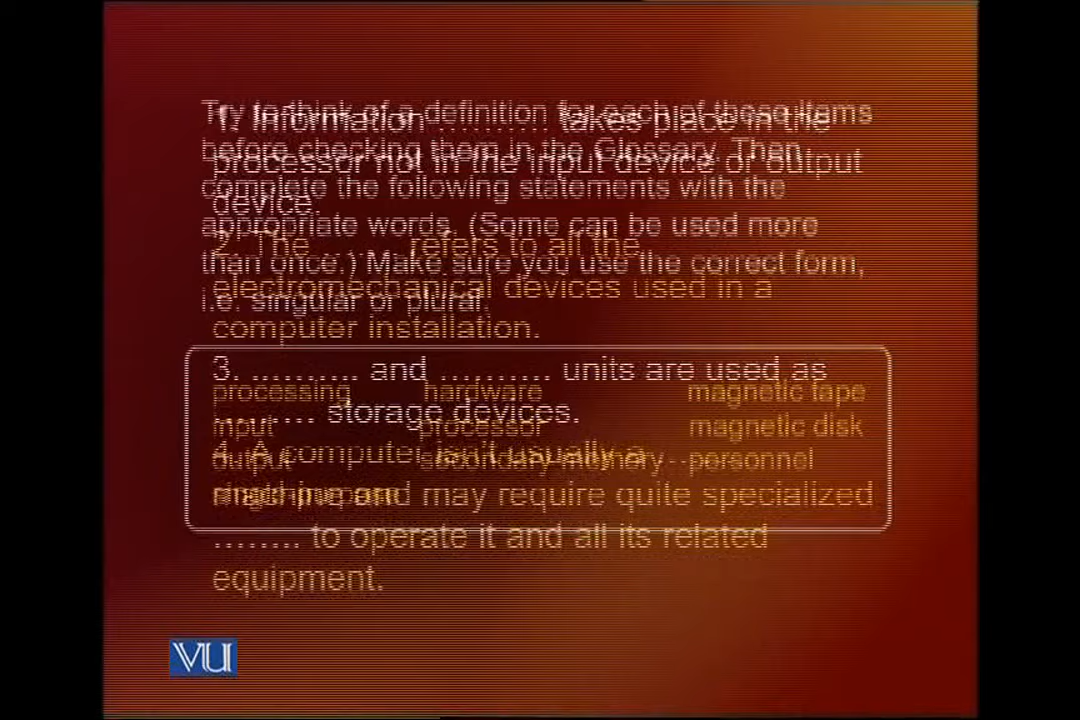 Try to think of a definition for each of these items
before checking them in the Glossary. Then
complete the following statements with the
appropriate words. (Some can be used more
than once.) Make sure you use the correct form,
i.e. singular or plural.
processing hardware magnetic tape
input processor magnetic disk
output secondary memory personnel
1. Information .......... takes place in the
processor not in the input device or output
device.
2. The ........ refers to all the
electromechanical devices used in a
computer installation.
3. .......... and .......... units are used as
......... storage devices.
4. A computer isn't usually a ........
machine and may require quite specialized
........ to operate it and all its related
equipment.
VU